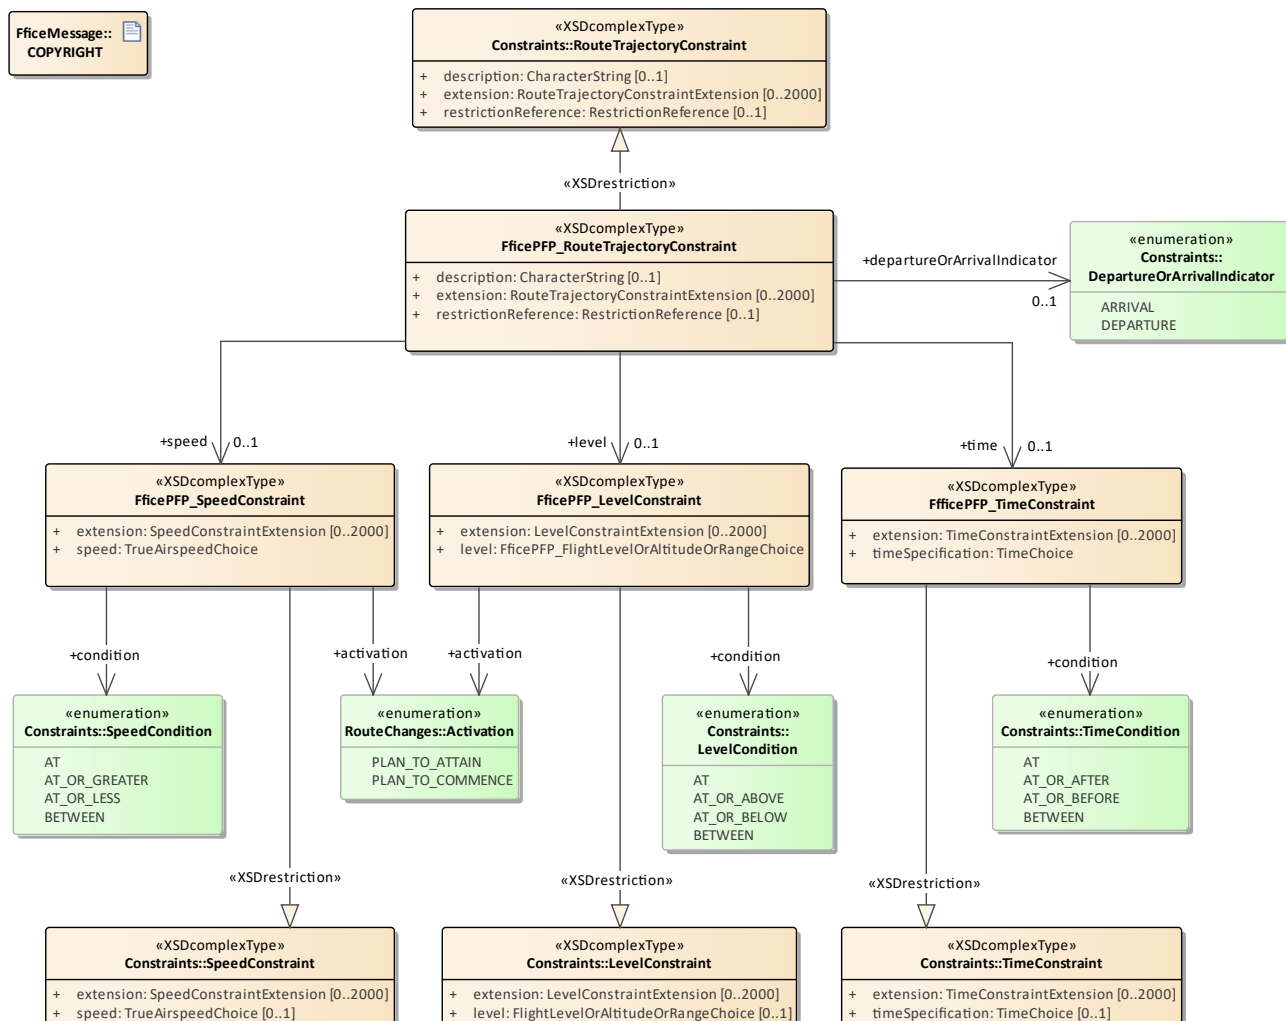 FficeMessage::
COPYRIGHT
«XSDcomplexType»
Constraints::RouteTrajectoryConstraint
+ description: CharacterString [0..1]
+ extension: RouteTrajectoryConstraintExtension [0..2000]
+ restrictionReference: RestrictionReference [0..1]
«XSDrestriction»
«XSDcomplexType»
FficePFP_RouteTrajectoryConstraint
+ description: CharacterString [0..1]
+ extension: RouteTrajectoryConstraintExtension [0..2000]
+ restrictionReference: RestrictionReference [0..1]
+departureOrArrivalIndicator
0..1
«enumeration»
Constraints::
DepartureOrArrivalIndicator
ARRIVAL
DEPARTURE
+speed 0..1
+level 0..1
+time 0..1
«XSDcomplexType»
FficePFP_SpeedConstraint
+ extension: SpeedConstraintExtension [0..2000]
+ speed: TrueAirspeedChoice
«XSDcomplexType»
FficePFP_LevelConstraint
+ extension: LevelConstraintExtension [0..2000]
+ level: FficePFP_FlightLevelOrAltitudeOrRangeChoice
«XSDcomplexType»
FfficePFP_TimeConstraint
+ extension: TimeConstraintExtension [0..2000]
+ timeSpecification: TimeChoice
+condition
+activation
+activation
+condition
+condition
«enumeration»
Constraints::SpeedCondition
AT
AT_OR_GREATER
AT_OR_LESS
BETWEEN
«enumeration»
RouteChanges::Activation
PLAN_TO_ATTAIN
PLAN_TO_COMMENCE
«enumeration»
Constraints::
LevelCondition
AT
AT_OR_ABOVE
AT_OR_BELOW
BETWEEN
«enumeration»
Constraints::TimeCondition
AT
AT_OR_AFTER
AT_OR_BEFORE
BETWEEN
«XSDrestriction»
«XSDrestriction»
«XSDrestriction»
«XSDcomplexType»
Constraints::SpeedConstraint
+ extension: SpeedConstraintExtension [0..2000]
+ speed: TrueAirspeedChoice [0..1]
«XSDcomplexType»
Constraints::LevelConstraint
+ extension: LevelConstraintExtension [0..2000]
+ level: FlightLevelOrAltitudeOrRangeChoice [0..1]
«XSDcomplexType»
Constraints::TimeConstraint
+ extension: TimeConstraintExtension [0..2000]
+ timeSpecification: TimeChoice [0..1]